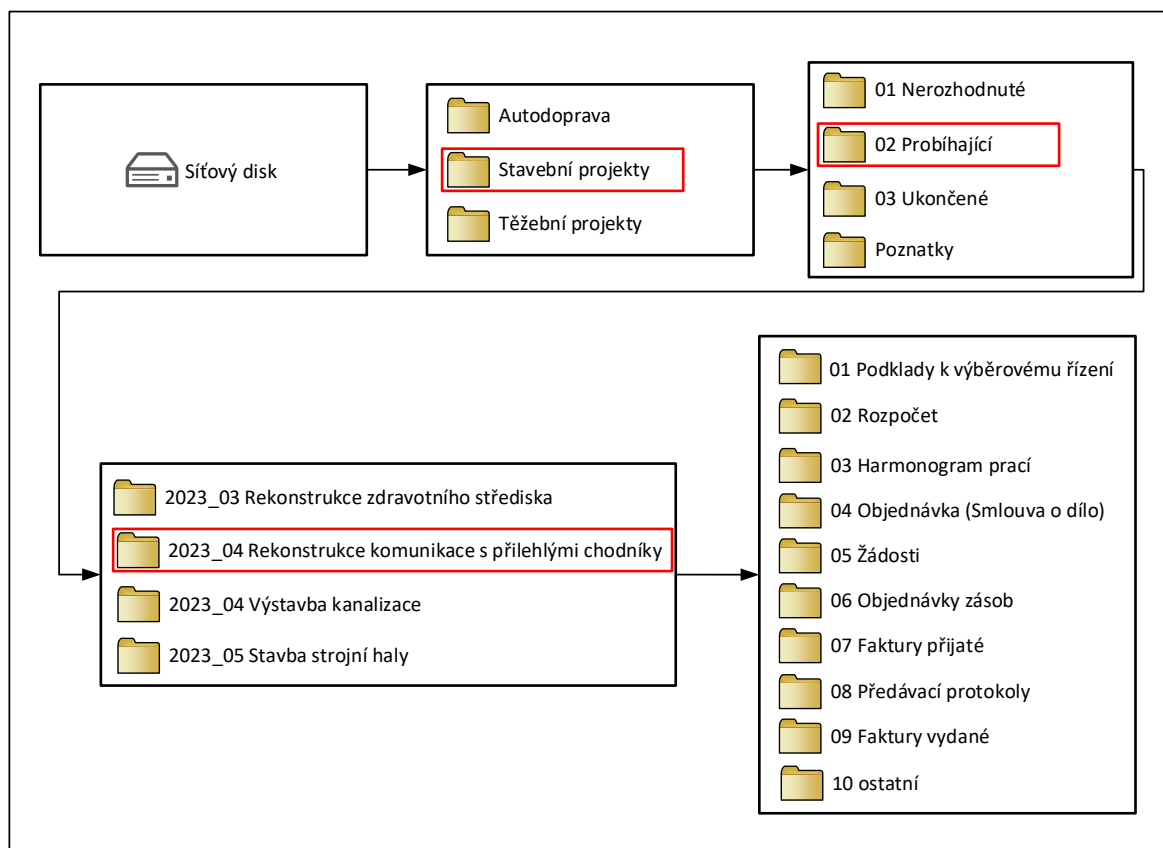 Síťový disk
Autodoprava
Stavební projekty
Těžební projekty
01 Nerozhodnuté
02 Probíhající
03 Ukončené
Poznatky
2023_03 Rekonstrukce zdravotního střediska
2023_04 Rekonstrukce komunikace s přilehlými chodníky
2023_04 Výstavba kanalizace
2023_05 Stavba strojní haly
01 Podklady k výběrovému řízení
02 Rozpočet
03 Harmonogram prací
04 Objednávka (Smlouva o dílo)
05 Žádosti
06 Objednávky zásob
07 Faktury přijaté
08 Předávací protokoly
09 Faktury vydané
10 ostatní